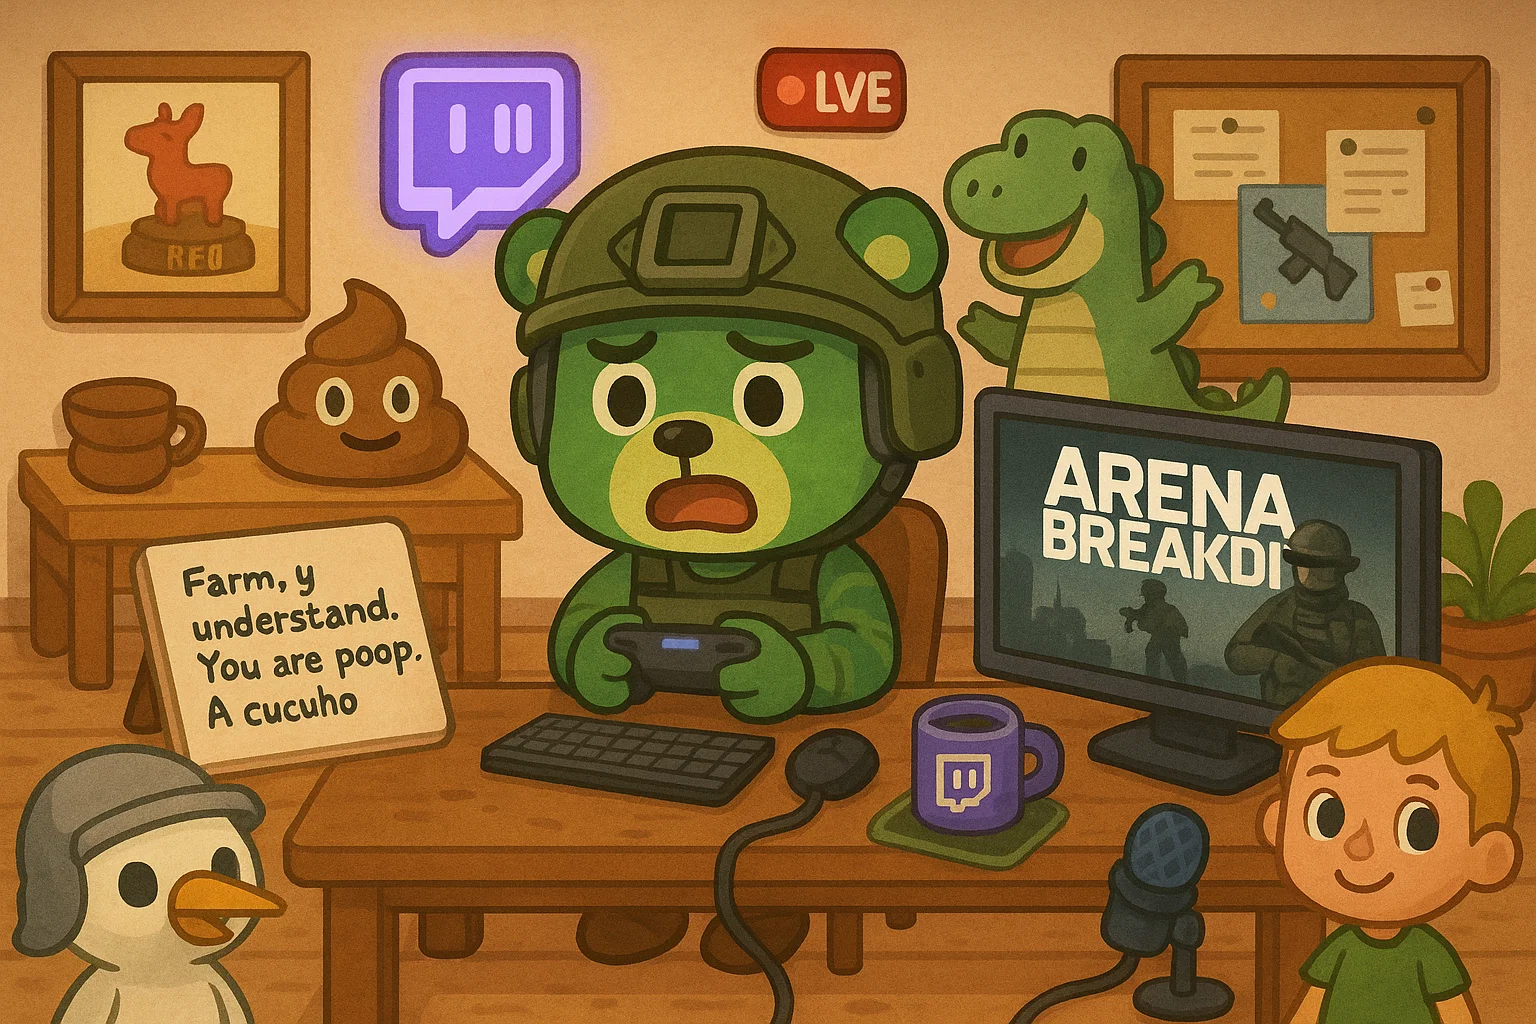 LVE
REO
Farm, y
understand.
You are poop.
A cucuho
ARENA
BREAKDI